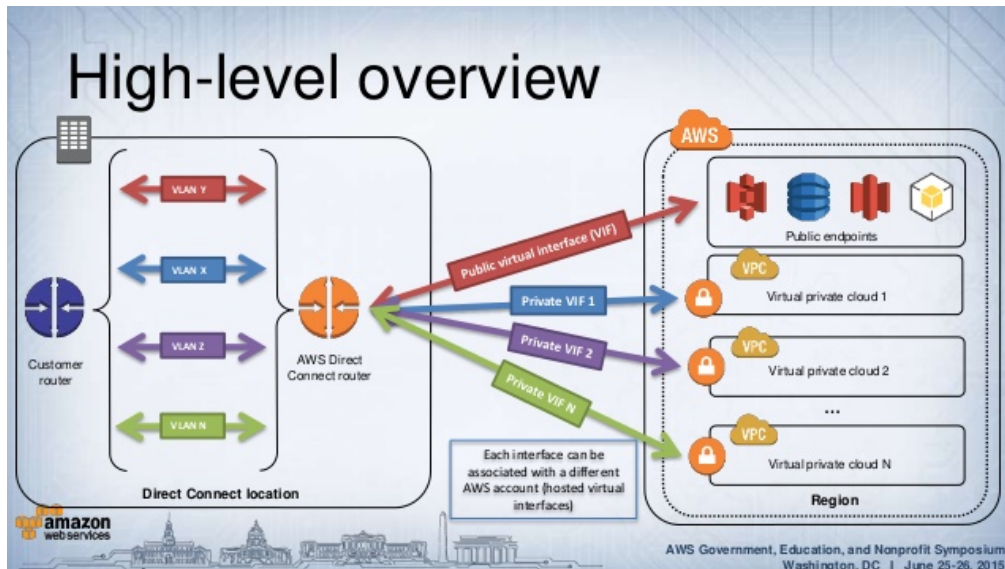 High-level overview
VLAN Y
VLAN X
VLAN Z
VLAN N
Customer
router
AWS Direct
Connect router
Direct Connect location
Public virtual interface (VIF)
Private VIF 1
Private VIF 2
Private VIF N
Each interface can be
associated with a different
AWS account (hosted virtual
interfaces)
AWS
Public endpoints
VPC
Virtual private cloud 1
VPC
Virtual private cloud 2
...
VPC
Virtual private cloud N
Region
amazon
web services
AWS Government, Education, and Nonprofit Symposium
Washington, DC | June 25-26, 2015